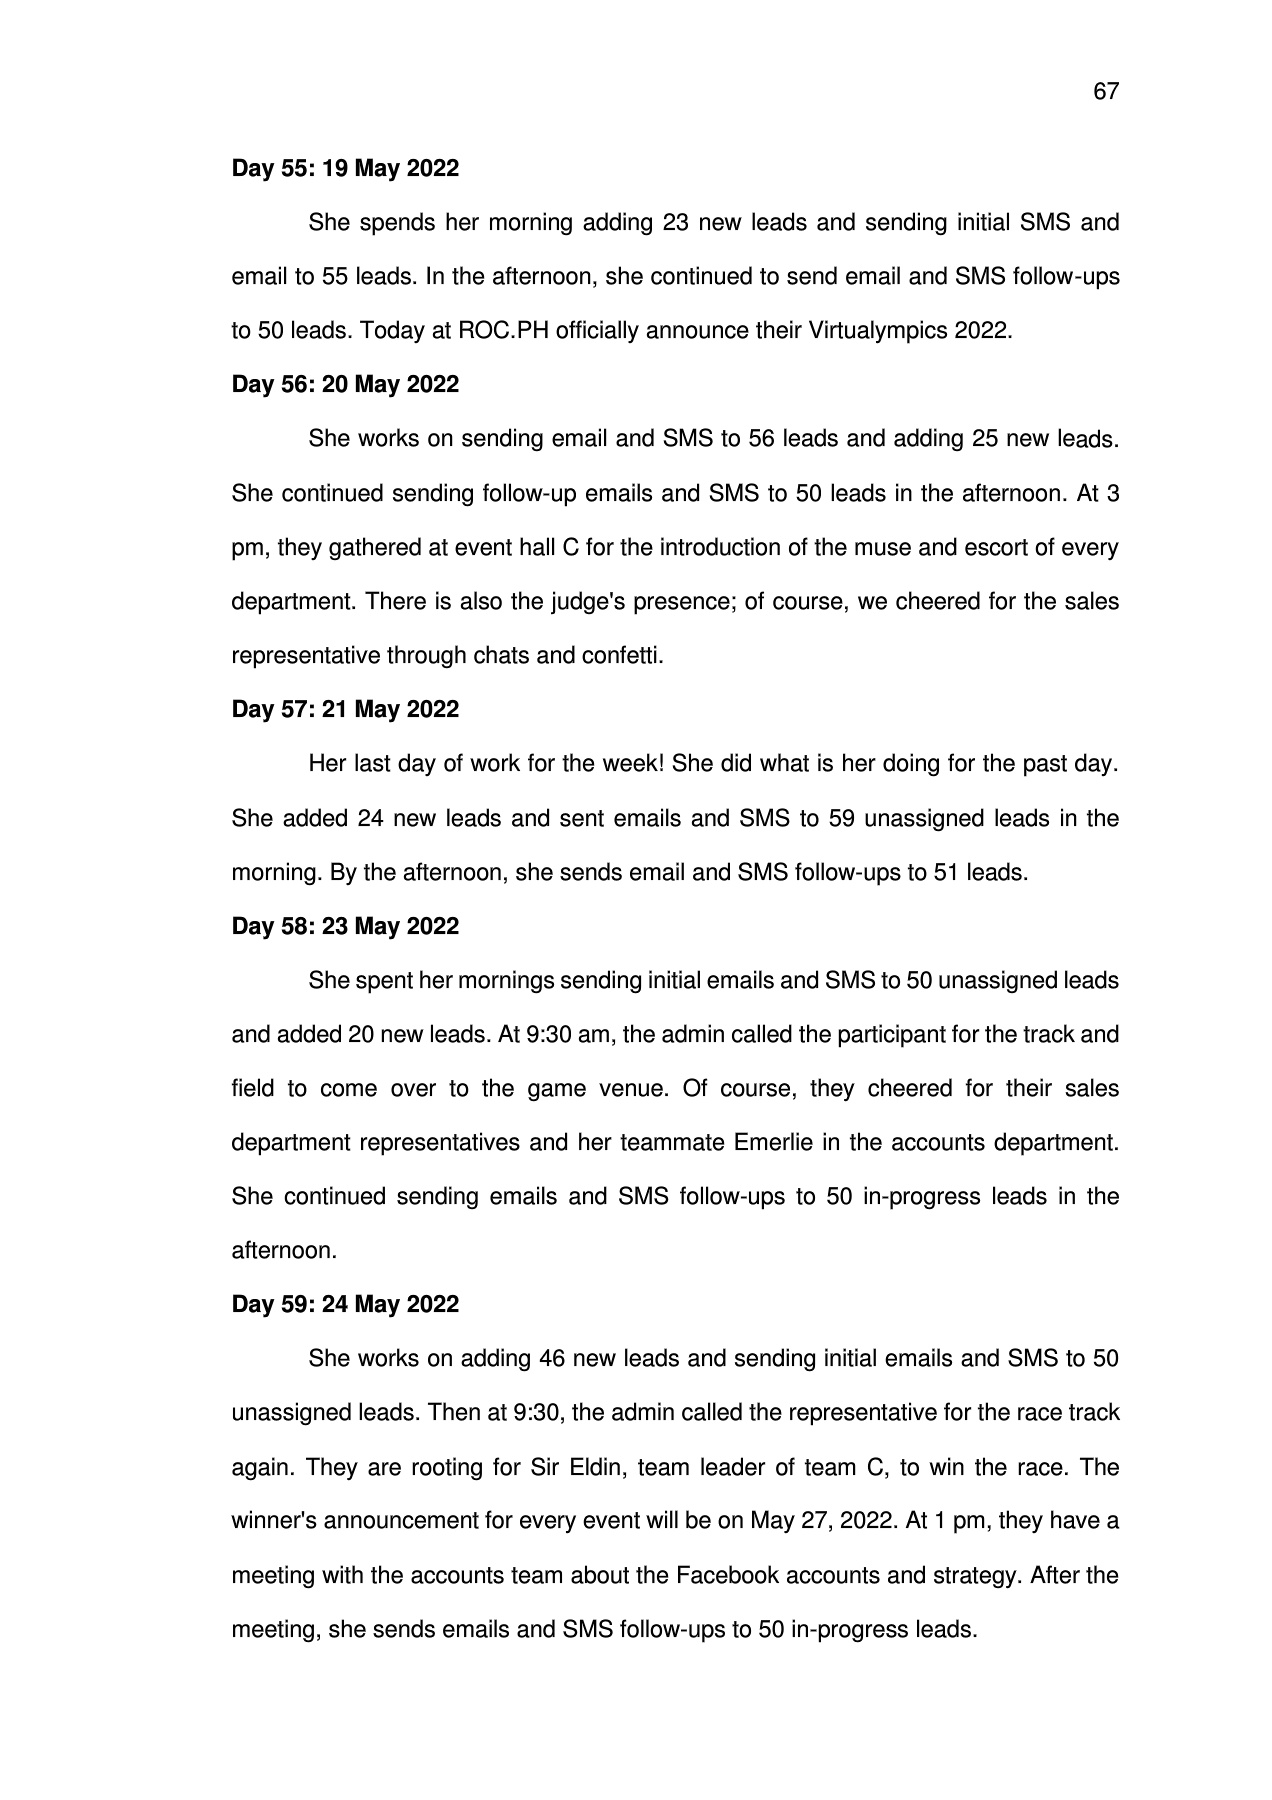 67
Day 55: 19 May 2022
She spends her morning adding 23 new leads and sending initial SMS and
email to 55 leads. In the afternoon, she continued to send email and SMS follow-ups
to 50 leads. Today at ROC.PH officially announce their Virtualympics 2022.
Day 56: 20 May 2022
She works on sending email and SMS to 56 leads and adding 25 new leads.
She continued sending follow-up emails and SMS to 50 leads in the afternoon. At 3
pm, they gathered at event hall C for the introduction of the muse and escort of every
department. There is also the judge's presence; of course, we cheered for the sales
representative through chats and confetti.
Day 57: 21 May 2022
Her last day of work for the week! She did what is her doing for the past day.
She added 24 new leads and sent emails and SMS to 59 unassigned leads in the
morning. By the afternoon, she sends email and SMS follow-ups to 51 leads.
Day 58: 23 May 2022
She spent her mornings sending initial emails and SMS to 50 unassigned leads
and added 20 new leads. At 9:30 am, the admin called the participant for the track and
field to come over to the game venue. Of course, they cheered for their sales
department representatives and her teammate Emerlie in the accounts department.
She continued sending emails and SMS follow-ups to 50 in-progress leads in the
afternoon.
Day 59: 24 May 2022
She works on adding 46 new leads and sending initial emails and SMS to 50
unassigned leads. Then at 9:30, the admin called the representative for the race track
again. They are rooting for Sir Eldin, team leader of team C, to win the race. The
winner's announcement for every event will be on May 27, 2022. At 1 pm, they have a
meeting with the accounts team about the Facebook accounts and strategy. After the
meeting, she sends emails and SMS follow-ups to 50 in-progress leads.